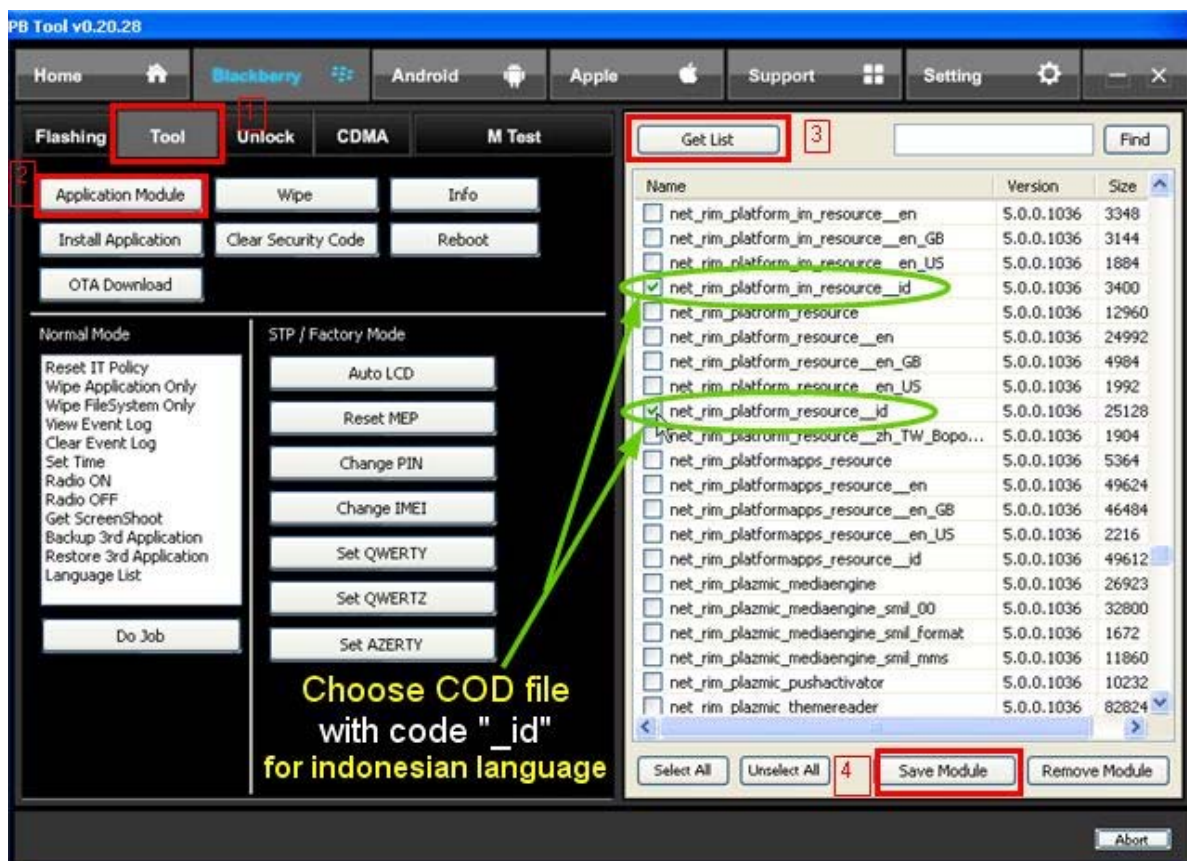 PB Tool v0.20.28
Home Blackberry Android Apple Support Setting
1
Flashing Tool Unlock CDMA M Test
2
Application Module Wipe Info
Install Application Clear Security Code Reboot
OTA Download
Normal Mode
Reset IT Policy
Wipe Application Only
Wipe FileSystem Only
View Event Log
Clear Event Log
Set Time
Radio ON
Radio OFF
Get ScreenShoot
Backup 3rd Application
Restore 3rd Application
Language List
Do Job
STP / Factory Mode
Auto LCD
Reset MEP
Change PIN
Change IMEI
Set QWERTY
Set QWERTZ
Set AZERTY
Choose COD file
with code "_id"
for indonesian language
Get List 3 Find
Name Version Size
net_rim_platform_im_resource__en 5.0.0.1036 3348
net_rim_platform_im_resource__en_GB 5.0.0.1036 3144
net_rim_platform_im_resource__en_US 5.0.0.1036 1884
net_rim_platform_im_resource__id 5.0.0.1036 3400
net_rim_platform_resource 5.0.0.1036 12960
net_rim_platform_resource__en 5.0.0.1036 24992
net_rim_platform_resource__en_GB 5.0.0.1036 4984
net_rim_platform_resource__en_US 5.0.0.1036 1992
net_rim_platform_resource__id 5.0.0.1036 25128
net_rim_platform_resource__zh_TW_Bopo... 5.0.0.1036 1904
net_rim_platformapps_resource 5.0.0.1036 5364
net_rim_platformapps_resource__en 5.0.0.1036 49624
net_rim_platformapps_resource__en_GB 5.0.0.1036 46484
net_rim_platformapps_resource__en_US 5.0.0.1036 2216
net_rim_platformapps_resource__id 5.0.0.1036 49612
net_rim_plazmic_mediaengine 5.0.0.1036 26923
net_rim_plazmic_mediaengine_smil_00 5.0.0.1036 32800
net_rim_plazmic_mediaengine_smil_format 5.0.0.1036 1672
net_rim_plazmic_mediaengine_smil_mms 5.0.0.1036 11860
net_rim_plazmic_pushactivator 5.0.0.1036 10232
net_rim_plazmic_themereader 5.0.0.1036 82824
Select All Unselect All 4 Save Module Remove Module
Abort